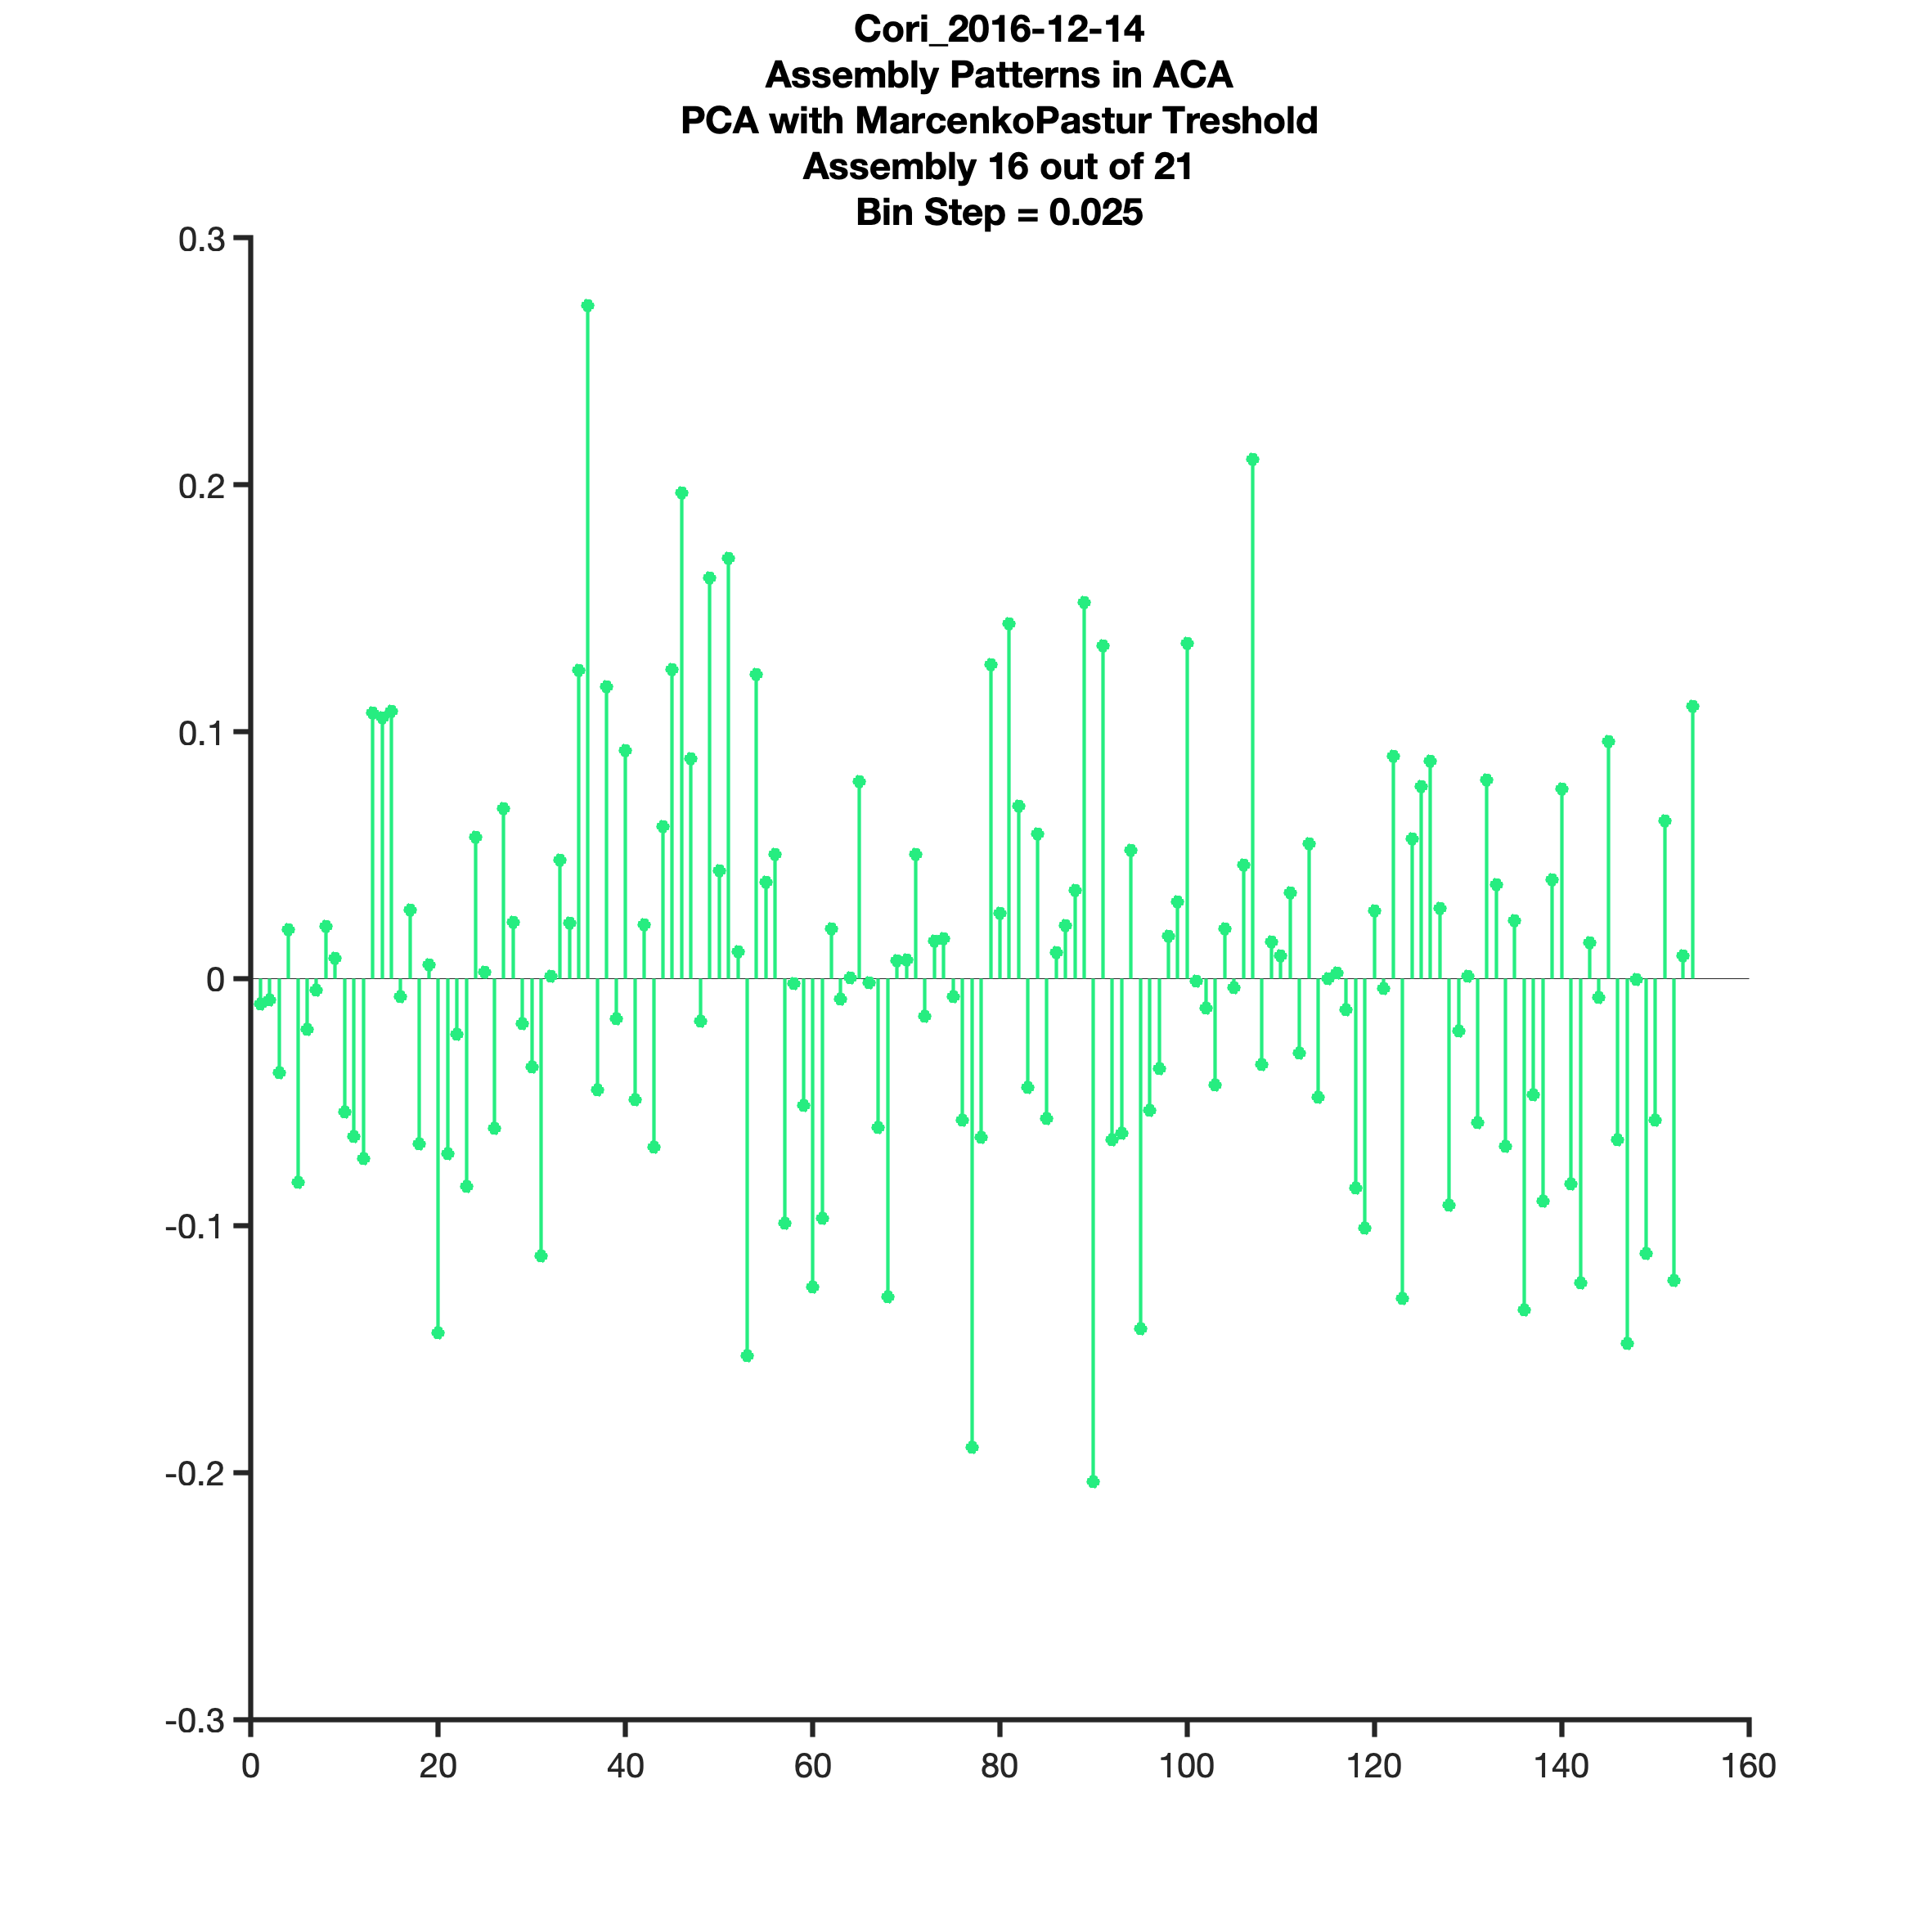 Cori_2016-12-14
Assembly Patterns in ACA
PCA with MarcenkoPastur Treshold
Assembly 16 out of 21
Bin Step = 0.025
0.3
0.2
0.1
0
-0.1
-0.2
-0.3
0 20 40 60 80 100 120 140 160